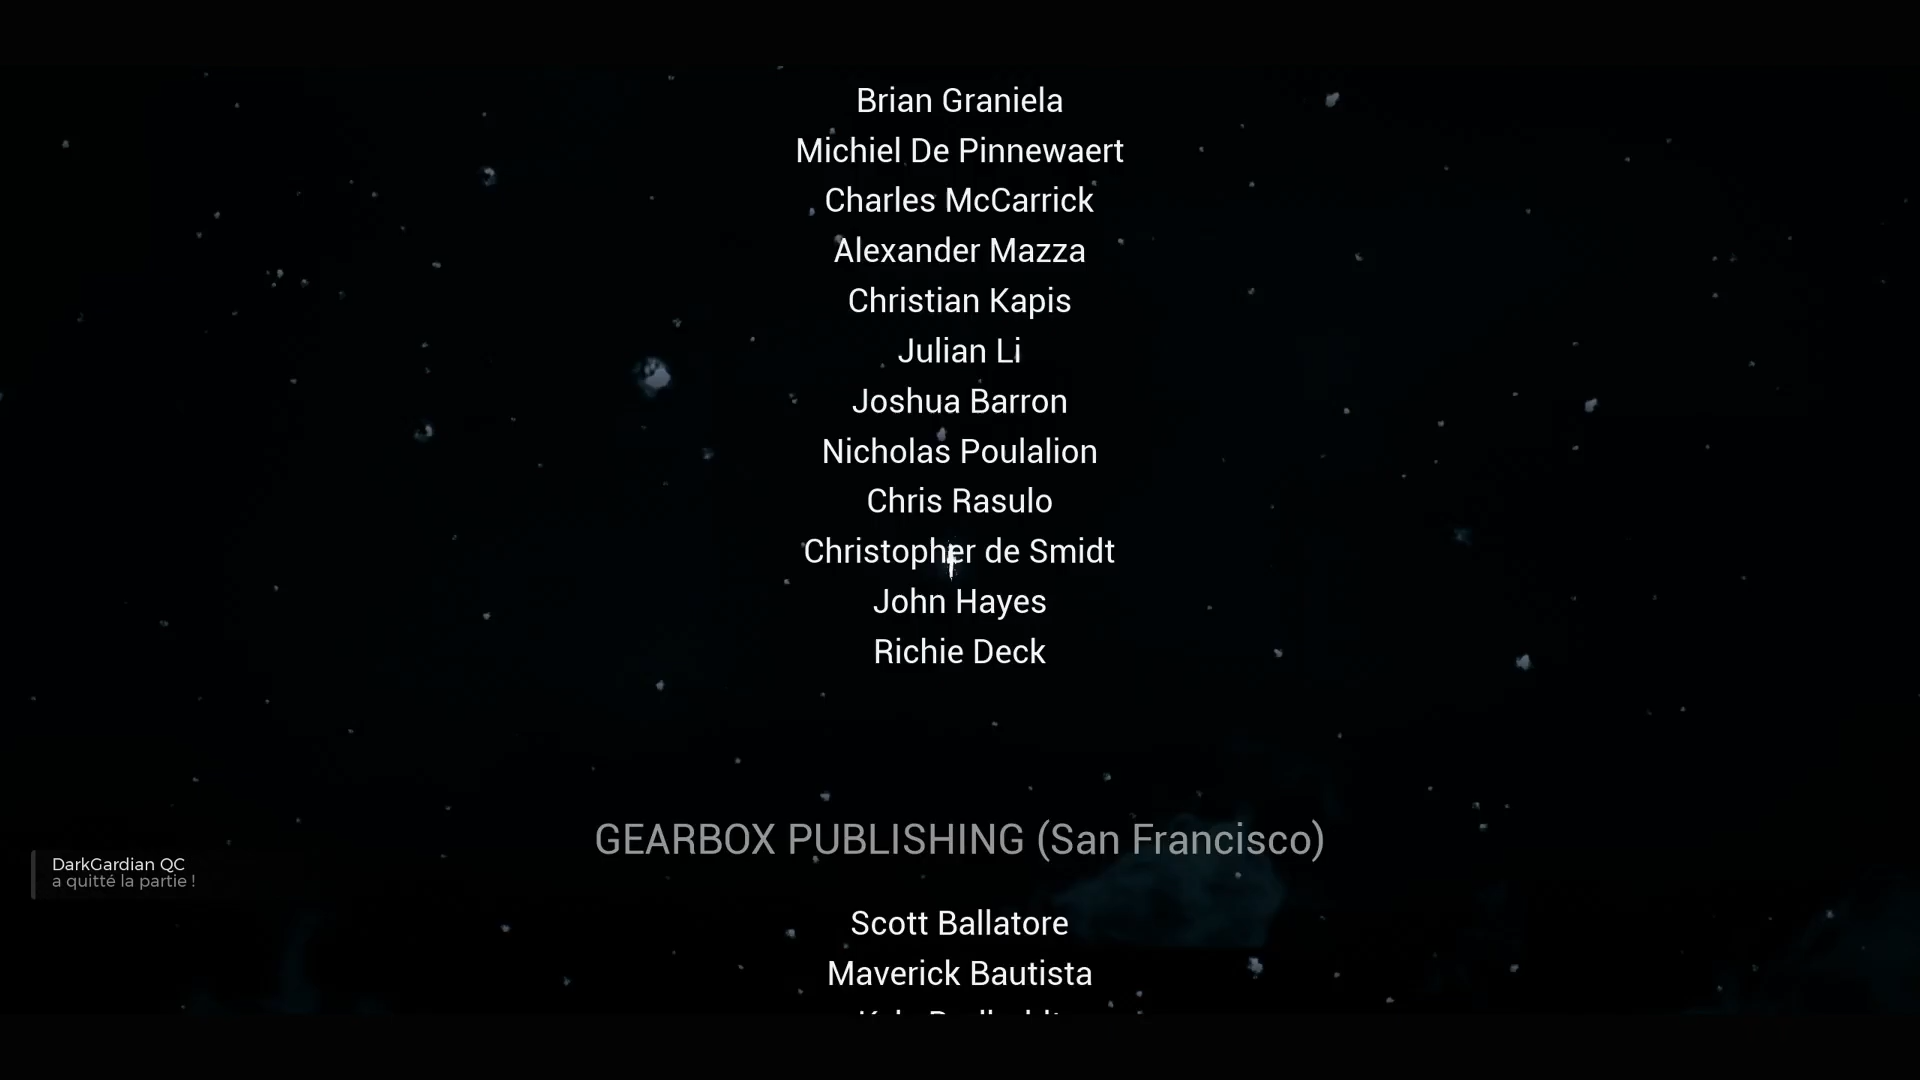 Brian Graniela
Michiel De Pinnewaert
Charles McCarrick
Alexander Mazza
Christian Kapis
Julian Li
Joshua Barron
Nicholas Poulalion
Chris Rasulo
Christopher de Smidt
John Hayes
Richie Deck
GEARBOX PUBLISHING (San Francisco)
DarkGardian QC
a quitté la partie !
Scott Ballatore
Maverick Bautista